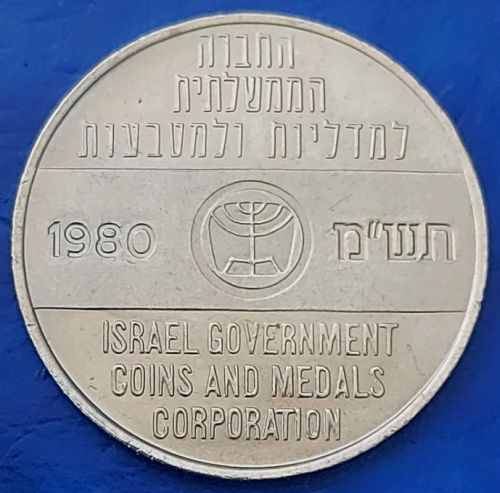 החברה
הממשלתית
למדליות ולמטבעות
1980 תש"מ
ISRAEL GOVERNMENT
COINS AND MEDALS
CORPORATION